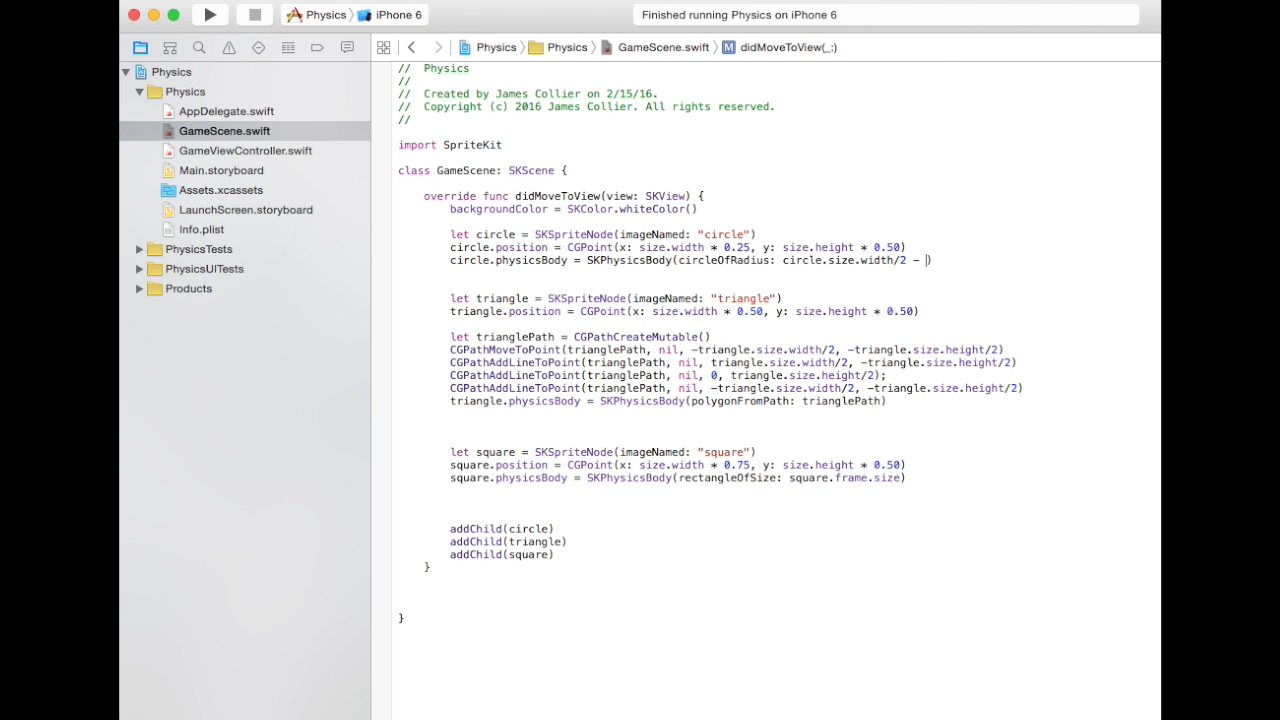 Physics iPhone 6
Finished running Physics on iPhone 6
Physics Physics GameScene.swift M didMoveToView(_:)
Physics
Physics
AppDelegate.swift
GameScene.swift
GameViewController.swift
Main.storyboard
Assets.xcassets
LaunchScreen.storyboard
Info.plist
PhysicsTests
PhysicsUITests
Products
//  Physics
//
//  Created by James Collier on 2/15/16.
//  Copyright (c) 2016 James Collier. All rights reserved.
//
import SpriteKit
class GameScene: SKScene {
override func didMoveToView(view: SKView) {
backgroundColor = SKColor.whiteColor()
let circle = SKSpriteNode(imageNamed: "circle")
circle.position = CGPoint(x: size.width * 0.25, y: size.height * 0.50)
circle.physicsBody = SKPhysicsBody(circleOfRadius: circle.size.width/2 - )
let triangle = SKSpriteNode(imageNamed: "triangle")
triangle.position = CGPoint(x: size.width * 0.50, y: size.height * 0.50)
let trianglePath = CGPathCreateMutable()
CGPathMoveToPoint(trianglePath, nil, -triangle.size.width/2, -triangle.size.height/2)
CGPathAddLineToPoint(trianglePath, nil, triangle.size.width/2, -triangle.size.height/2)
CGPathAddLineToPoint(trianglePath, nil, 0, triangle.size.height/2);
CGPathAddLineToPoint(trianglePath, nil, -triangle.size.width/2, -triangle.size.height/2)
triangle.physicsBody = SKPhysicsBody(polygonFromPath: trianglePath)
let square = SKSpriteNode(imageNamed: "square")
square.position = CGPoint(x: size.width * 0.75, y: size.height * 0.50)
square.physicsBody = SKPhysicsBody(rectangleOfSize: square.frame.size)
addChild(circle)
addChild(triangle)
addChild(square)
}
}